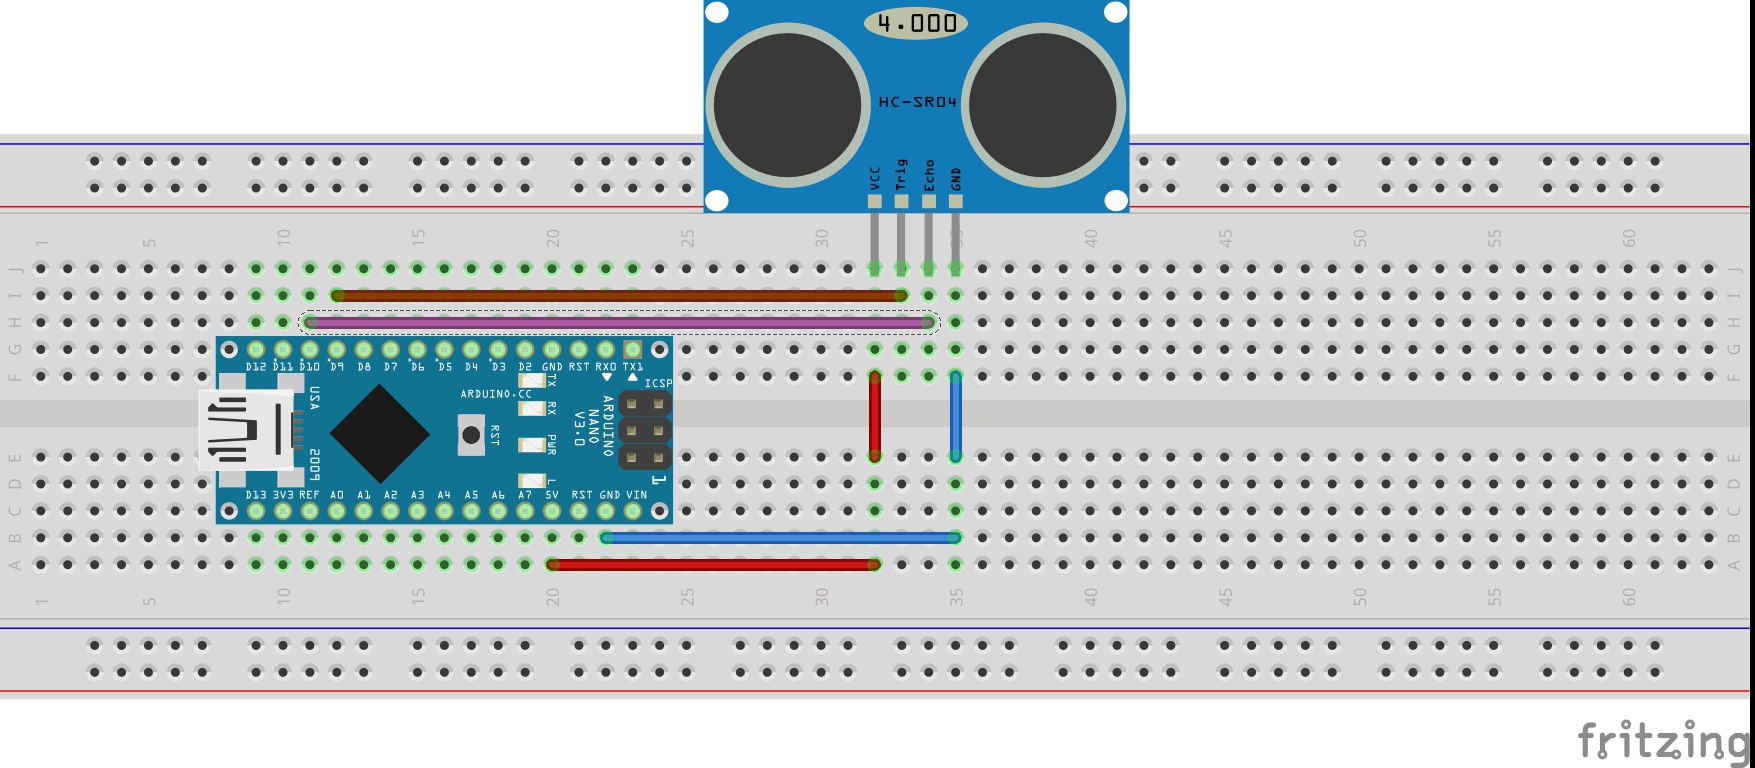 4.000
HC-SR04
VCC Trig Echo GND
1 5 10 15 20 25 30 35 40 45 50 55 60
J J
I I
H H
G G
F F
D12 D11 D10 D9 D8 D7 D6 D5 D4 D3 D2 GND RST RX0 TX1
ICSP
USA
ARDUINO.CC
TX
RX
PWR
L
RST
ARDUINO
NANO
V3.0
2009
1
E E
D D
C C
B B
A A
D13 3V3 REF A0 A1 A2 A3 A4 A5 A6 A7 5V RST GND VIN
1 5 10 15 20 25 30 35 40 45 50 55 60
fritzing